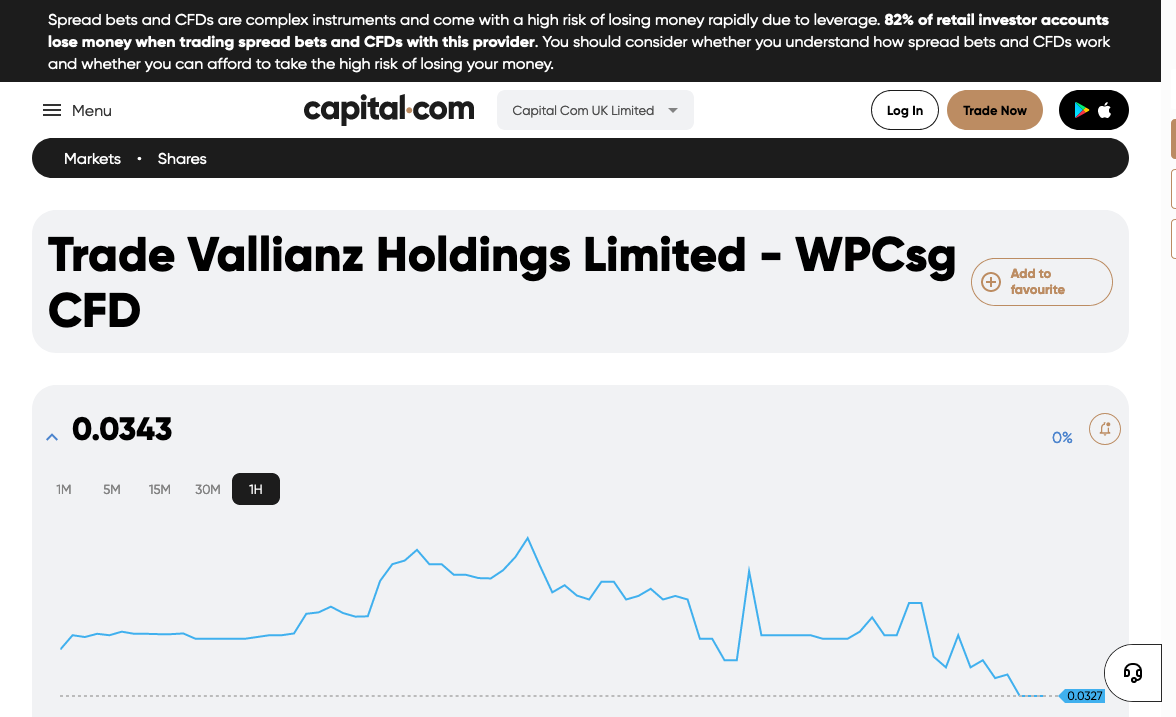 Spread bets and CFDs are complex instruments and come with a high risk of losing money rapidly due to leverage. 82% of retail investor accounts
lose money when trading spread bets and CFDs with this provider. You should consider whether you understand how spread bets and CFDs work
and whether you can afford to take the high risk of losing your money.
Menu
capital.com
Capital Com UK Limited
Log In
Trade Now
Markets • Shares
Trade Vallianz Holdings Limited - WPCsg
CFD
Add to
favourite
0.0343
0%
1M 5M 15M 30M 1H
0.0327